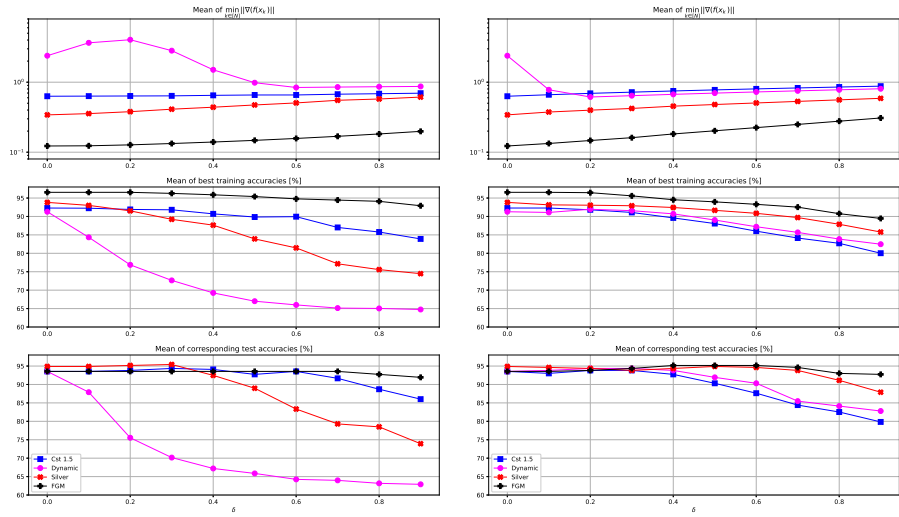 Mean of min ||∇(f(x_k)||
k∈[N]
10^0
10^-1
0.0 0.2 0.4 0.6 0.8
Mean of best training accuracies [%]
95
90
85
80
75
70
65
60
0.0 0.2 0.4 0.6 0.8
Mean of corresponding test accuracies [%]
95
90
85
80
75
70
65
60
Cst 1.5
Dynamic
Silver
FGM
0.0 0.2 0.4 0.6 0.8
δ
Mean of min ||∇(f(x_k)||
k∈[N]
10^0
10^-1
0.0 0.2 0.4 0.6 0.8
Mean of best training accuracies [%]
95
90
85
80
75
70
65
60
0.0 0.2 0.4 0.6 0.8
Mean of corresponding test accuracies [%]
95
90
85
80
75
70
65
60
Cst 1.5
Dynamic
Silver
FGM
0.0 0.2 0.4 0.6 0.8
δ